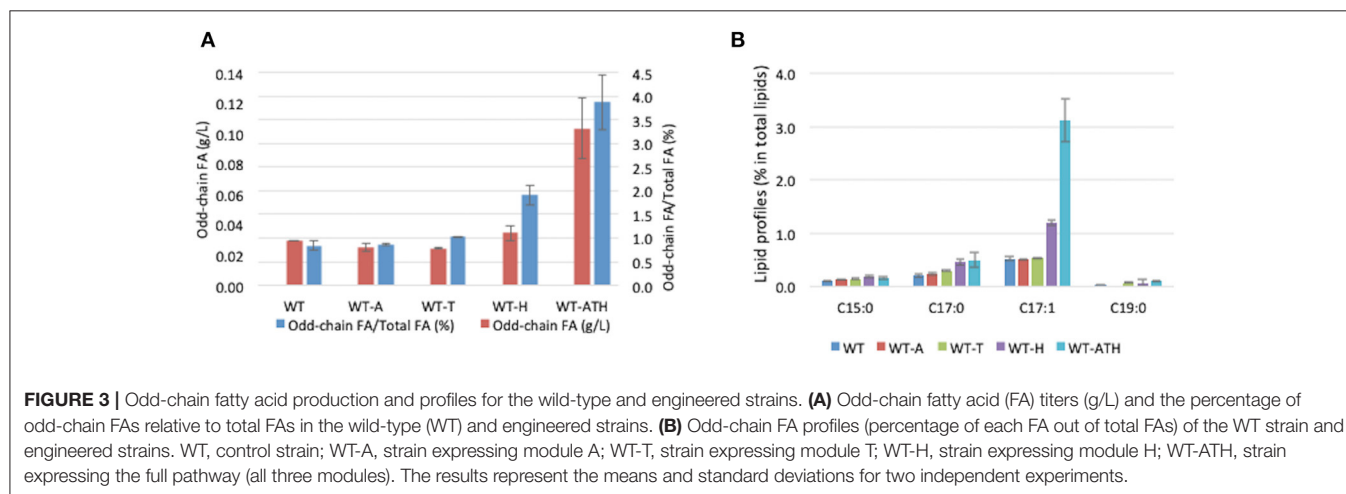 A
Odd-chain FA (g/L)
0.14
0.12
0.10
0.08
0.06
0.04
0.02
0.00
4.5
4.0
3.5
3.0
2.5
2.0
1.5
1.0
0.5
0.0
Odd-chain FA/Total FA (%)
WT WT-A WT-T WT-H WT-ATH
Odd-chain FA/Total FA (%) Odd-chain FA (g/L)
B
Lipid profiles (% in total lipids)
4.0
3.0
2.0
1.0
0.0
C15:0 C17:0 C17:1 C19:0
WT WT-A WT-T WT-H WT-ATH
FIGURE 3 | Odd-chain fatty acid production and profiles for the wild-type and engineered strains. (A) Odd-chain fatty acid (FA) titers (g/L) and the percentage of
odd-chain FAs relative to total FAs in the wild-type (WT) and engineered strains. (B) Odd-chain FA profiles (percentage of each FA out of total FAs) of the WT strain and
engineered strains. WT, control strain; WT-A, strain expressing module A; WT-T, strain expressing module T; WT-H, strain expressing module H; WT-ATH, strain
expressing the full pathway (all three modules). The results represent the means and standard deviations for two independent experiments.